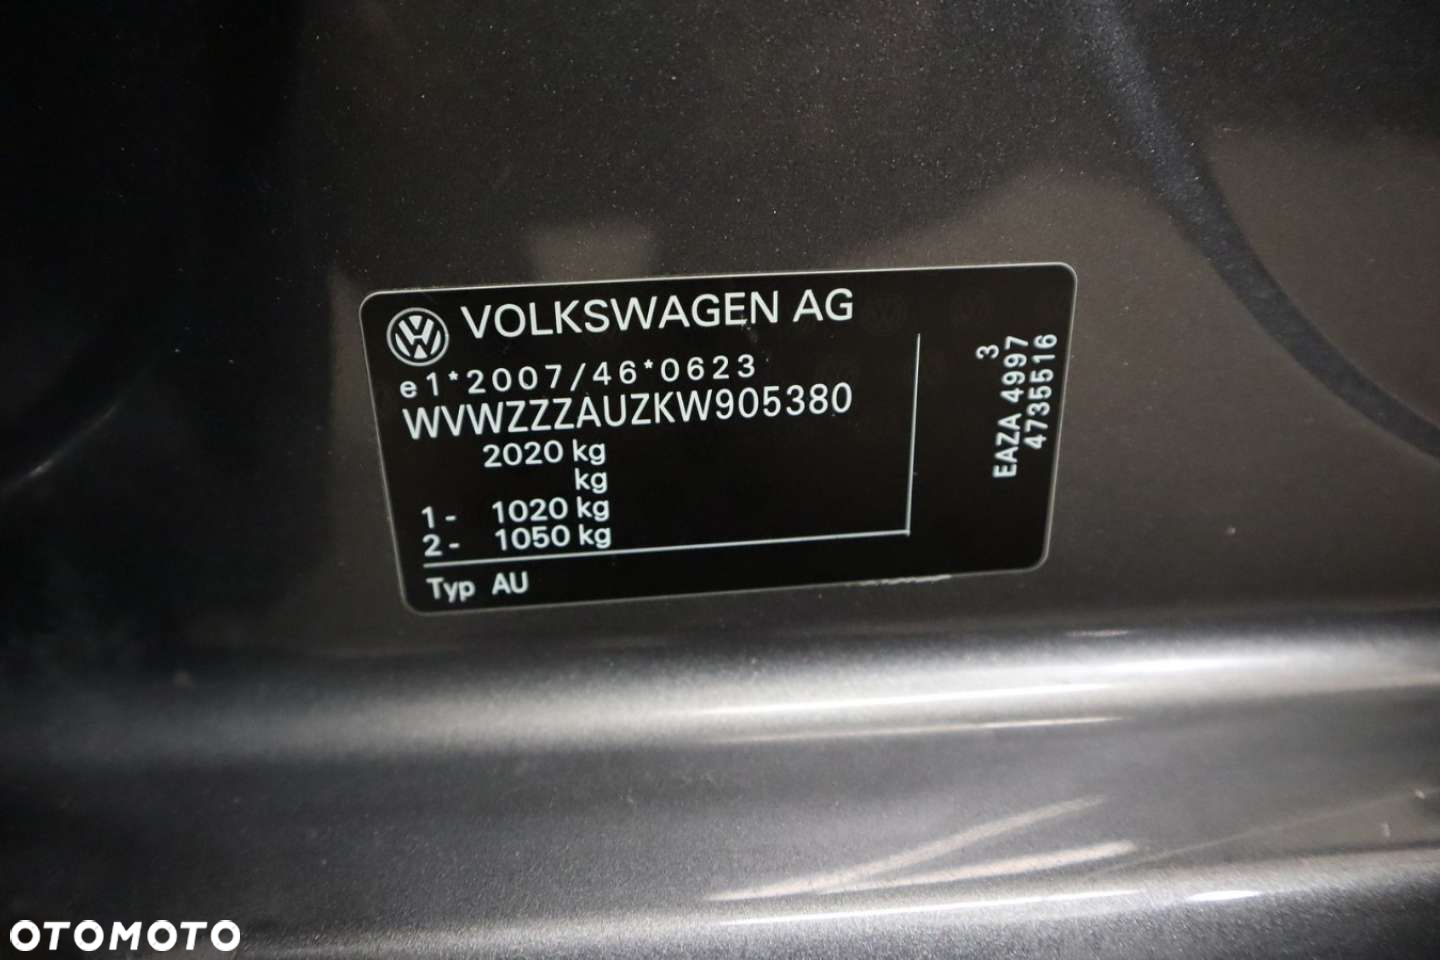 VOLKSWAGEN AG
e1*2007/46*0623
WVWZZZAUZKW905380
2020 kg
kg
1- 1020 kg
2- 1050 kg
Typ AU
3
EAZA 4997
4735516
OTOMOTO